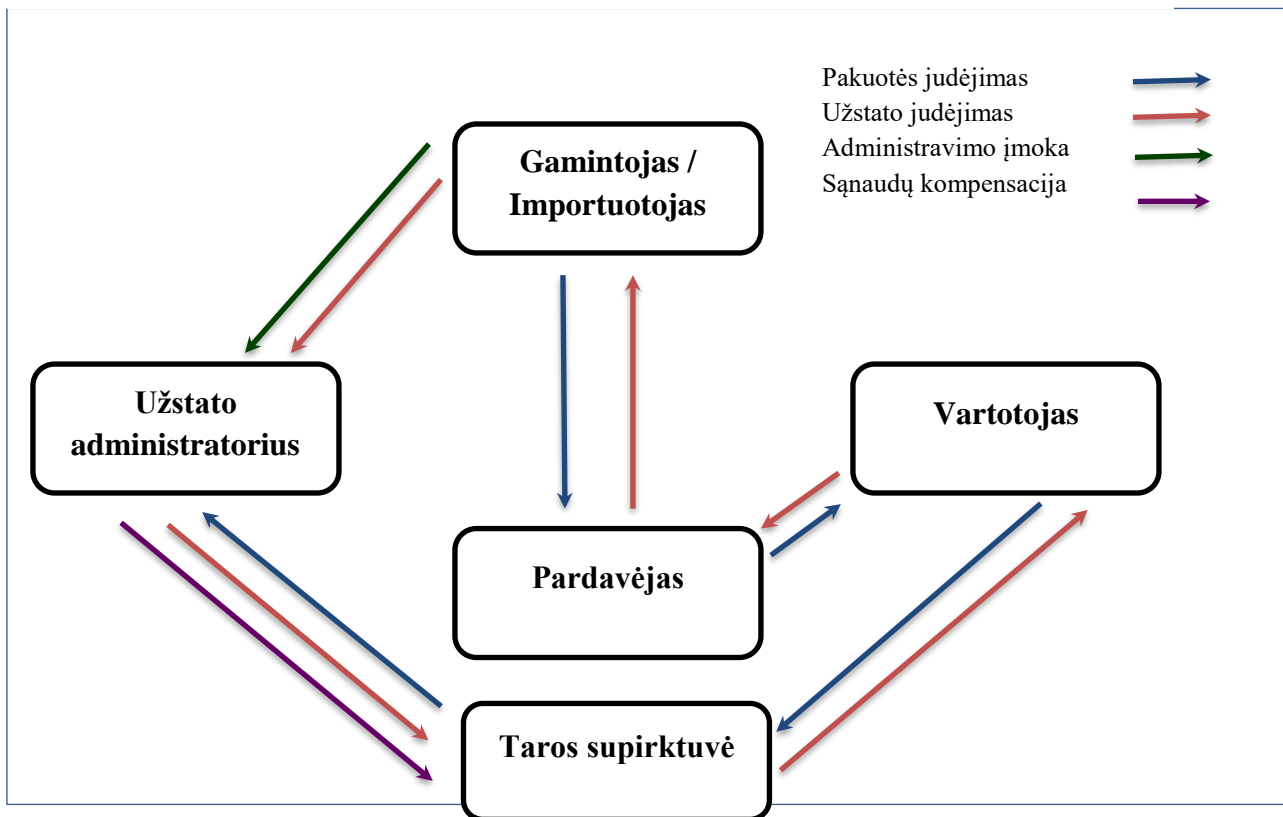 Pakuotės judėjimas
Užstato judėjimas
Administravimo įmoka
Sąnaudų kompensacija
Gamintojas /
Importuotojas
Užstato
administratorius
Vartotojas
Pardavėjas
Taros supirktuvė